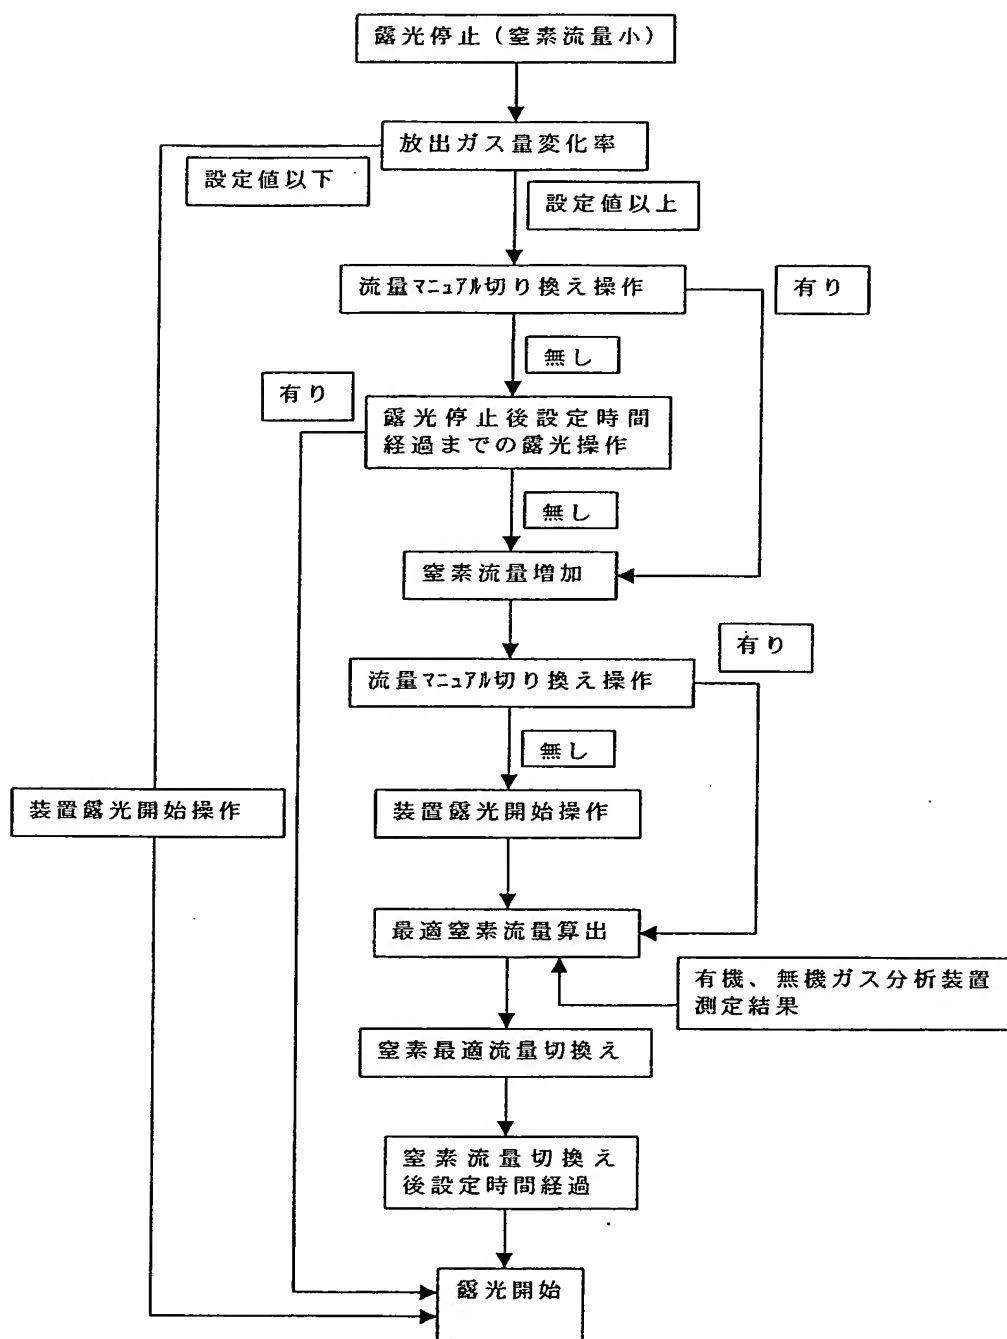 露光停止（窒素流量小）
放出ガス量変化率
設定値以下
設定値以上
流量ﾏﾆｭｱﾙ切り換え操作
有り
無し
有り
露光停止後設定時間
経過までの露光操作
無し
窒素流量増加
有り
流量ﾏﾆｭｱﾙ切り換え操作
無し
装置露光開始操作
装置露光開始操作
最適窒素流量算出
有機、無機ガス分析装置
測定結果
窒素最適流量切換え
窒素流量切換え
後設定時間経過
露光開始